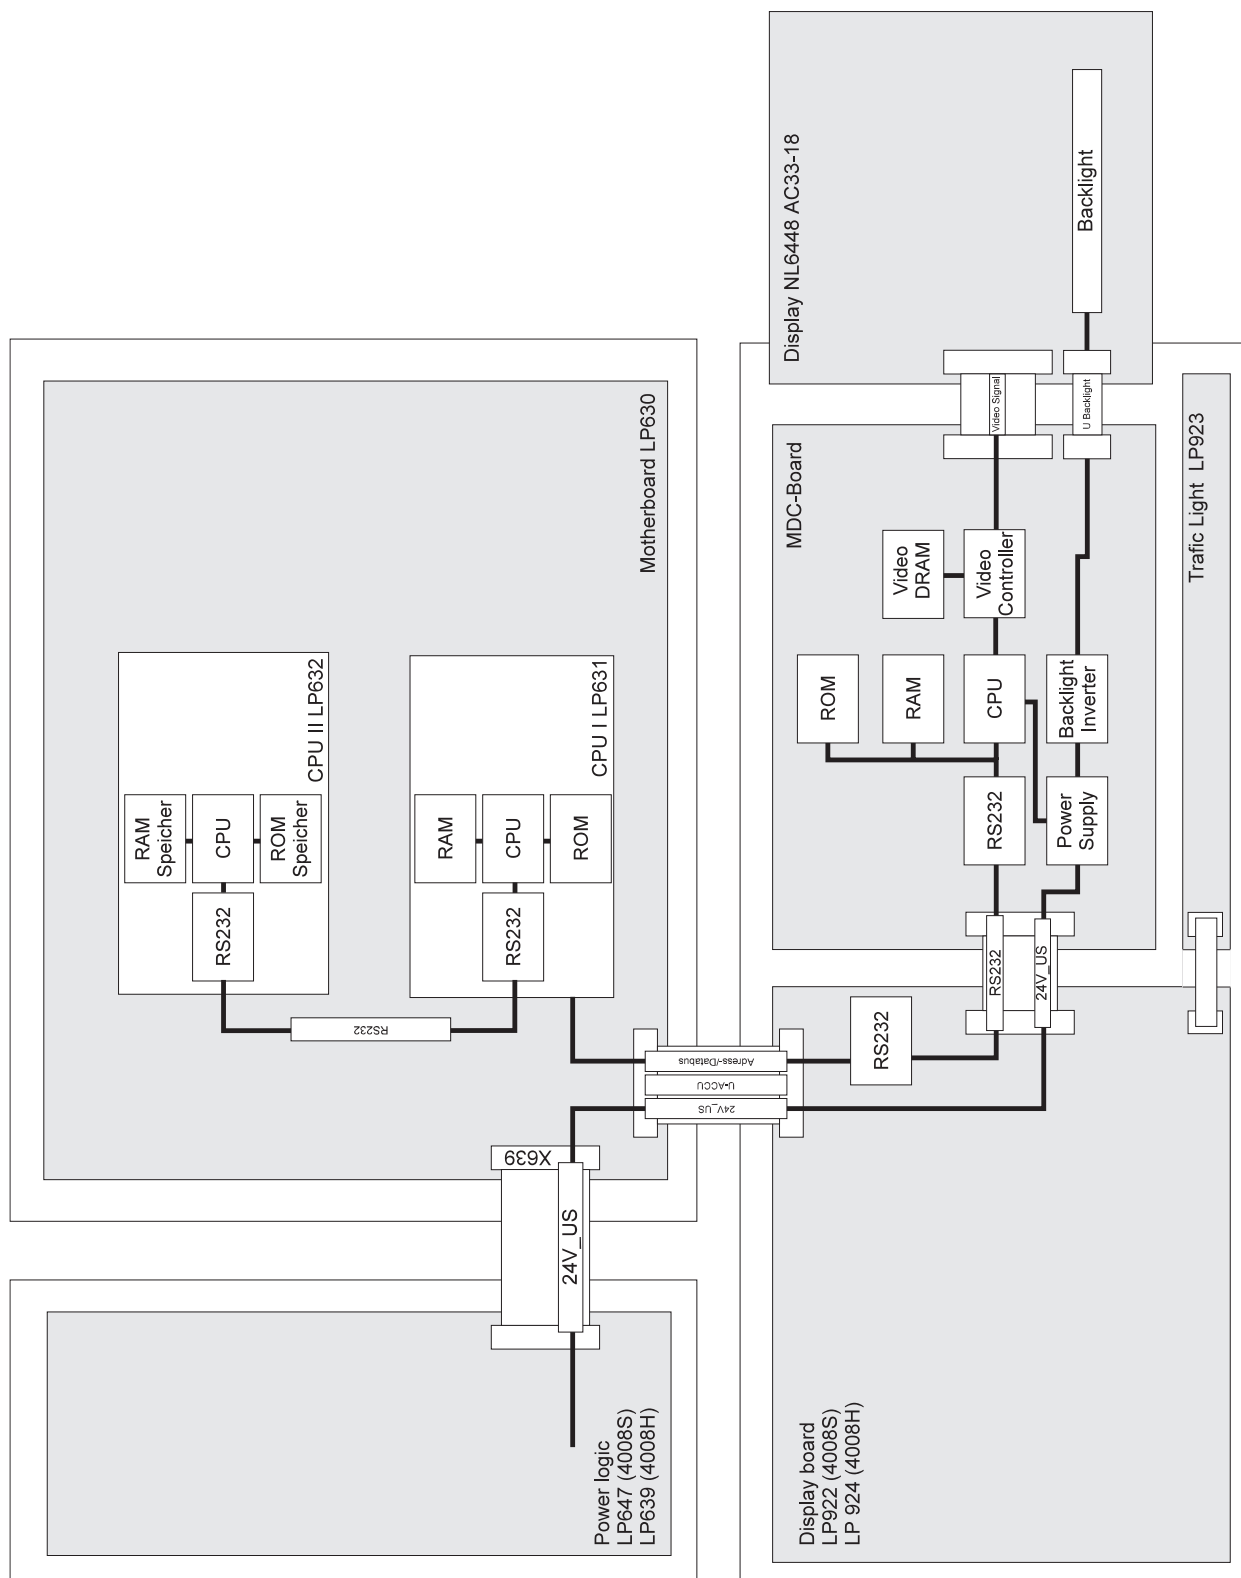 Power logic
LP647 (4008S)
LP639 (4008H)
24V_US
X639
Motherboard LP630
CPU II LP632
RAM
Speicher
CPU
ROM
Speicher
RS232
RS232
CPU I LP631
RAM
CPU
ROM
RS232
Adress-/Databus
U-ACCU
24V_US
Display board
LP922 (4008S)
LP 924 (4008H)
RS232
RS232
24V_US
MDC-Board
ROM
RAM
CPU
RS232
Video
DRAM
Video
Controller
Power
Supply
Backlight
Inverter
Video Signal
U Backlight
Display NL6448 AC33-18
Backlight
Trafic Light LP923